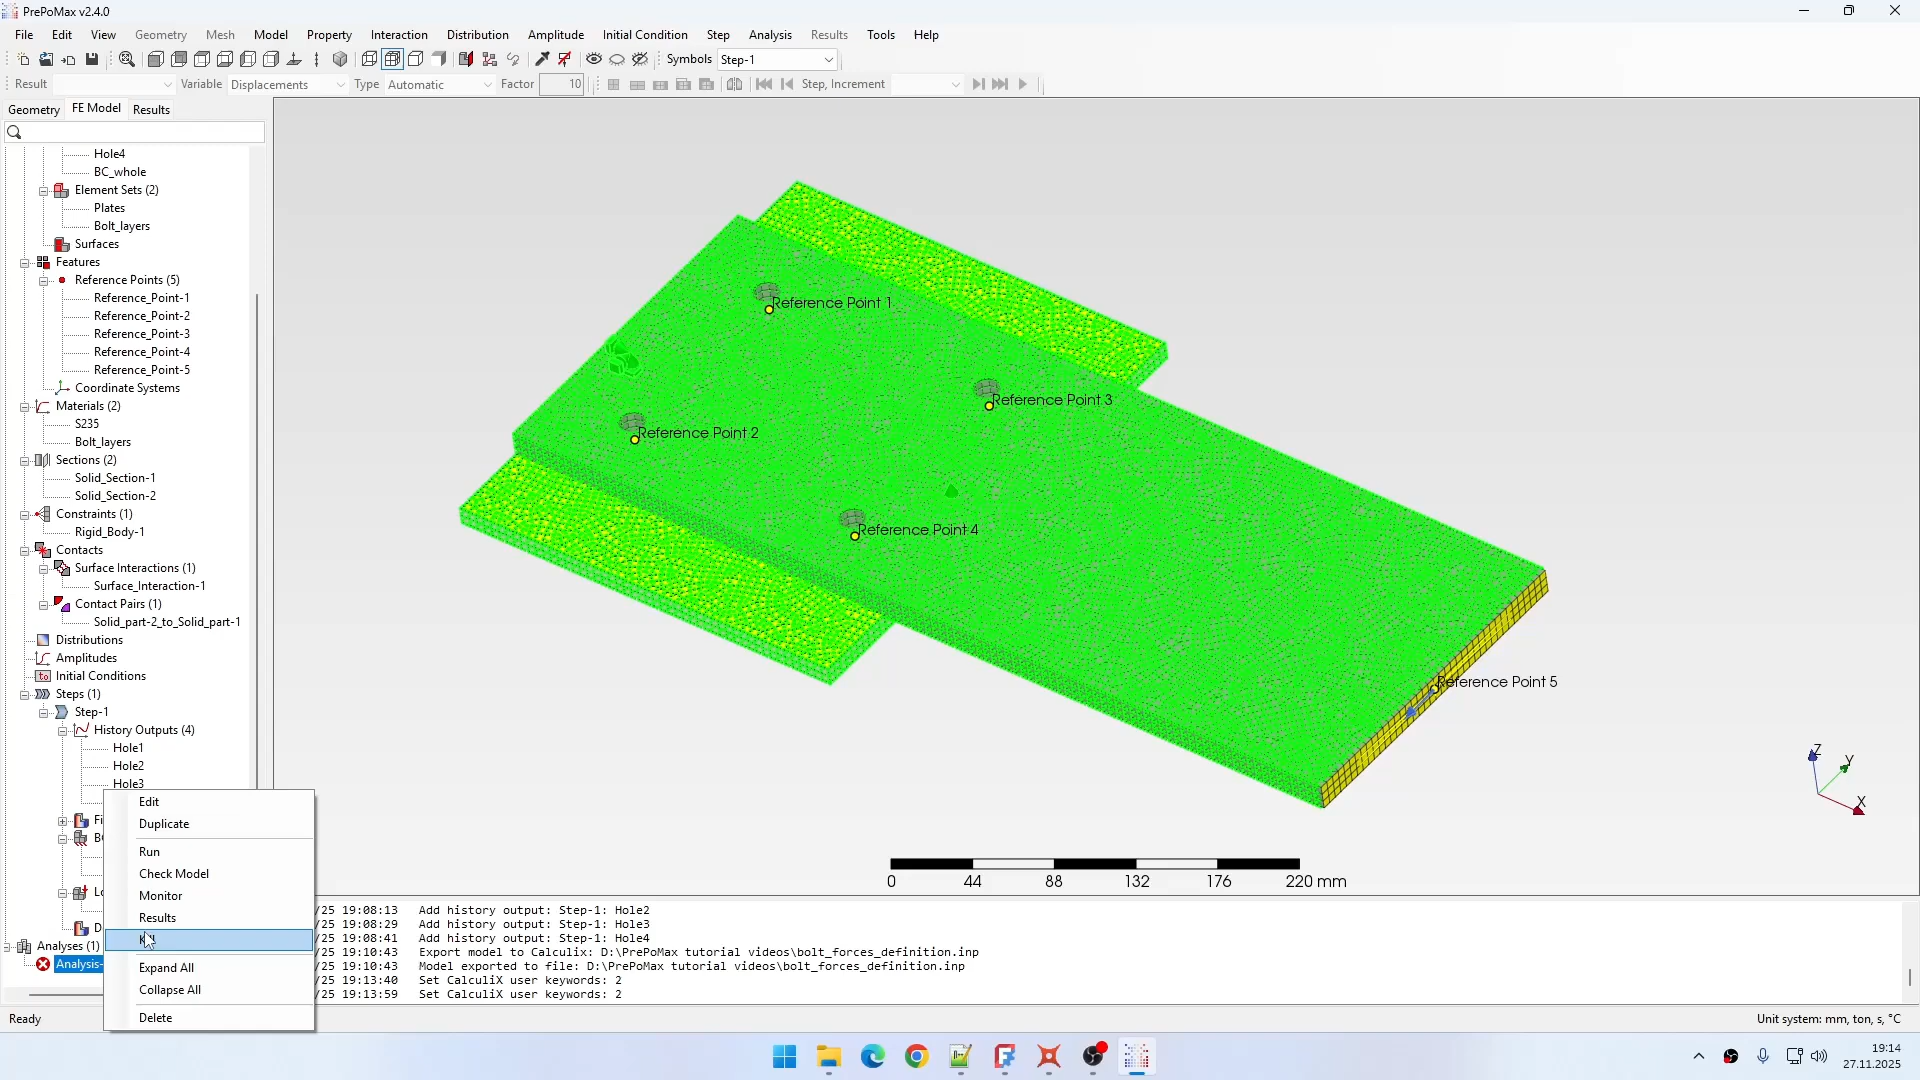 PrePoMax v2.4.0
File Edit View Geometry Mesh Model Property Interaction Contact Distribution Amplitude Initial Condition Step Analysis Results Tools Help
Symbols Step-1
Result Variable Displacements Type Automatic Factor 10 Step, Increment
Geometry FE Model Results
Hole4
BC_whole
Element Sets (2)
Plates
Bolt_layers
Surfaces
Features
Reference Points (5)
Reference_Point-1
Reference_Point-2
Reference_Point-3
Reference_Point-4
Reference_Point-5
Coordinate Systems
Materials (2)
S235
Bolt_layers
Sections (2)
Solid_Section-1
Solid_Section-2
Constraints (1)
Rigid_Body-1
Contacts
Surface Interactions (1)
Surface_Interaction-1
Contact Pairs (1)
Solid_part-2_to_Solid_part-1
Distributions
Amplitudes
Initial Conditions
Steps (1)
Step-1
History Outputs (4)
Hole1
Hole2
Hole3
Analyses (1)
Analysis-
Edit
Duplicate
Run
Check Model
Monitor
Results
Kill
Expand All
Collapse All
Delete
Reference Point 1
Reference Point 2
Reference Point 3
Reference Point 4
Reference Point 5
Z
Y
X
0 44 88 132 176 220 mm
/25 19:08:13 Add history output: Step-1: Hole2
/25 19:08:29 Add history output: Step-1: Hole3
/25 19:08:41 Add history output: Step-1: Hole4
/25 19:10:43 Export model to Calculix: D:\PrePoMax tutorial videos\bolt_forces_definition.inp
/25 19:10:43 Model exported to file: D:\PrePoMax tutorial videos\bolt_forces_definition.inp
/25 19:13:40 Set CalculiX user keywords: 2
/25 19:13:59 Set CalculiX user keywords: 2
Ready
Unit system: mm, ton, s, °C
19:14
27.11.2025